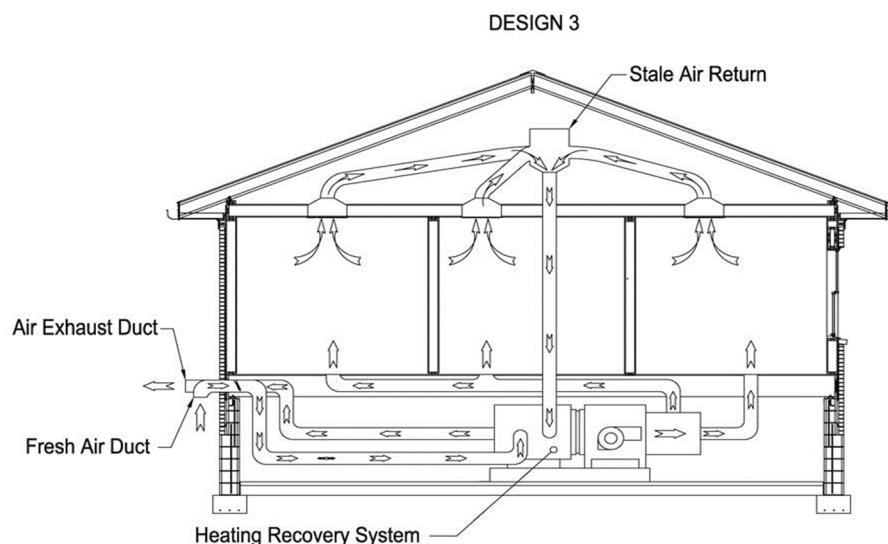 DESIGN 3
Stale Air Return
Air Exhaust Duct
Fresh Air Duct
Heating Recovery System